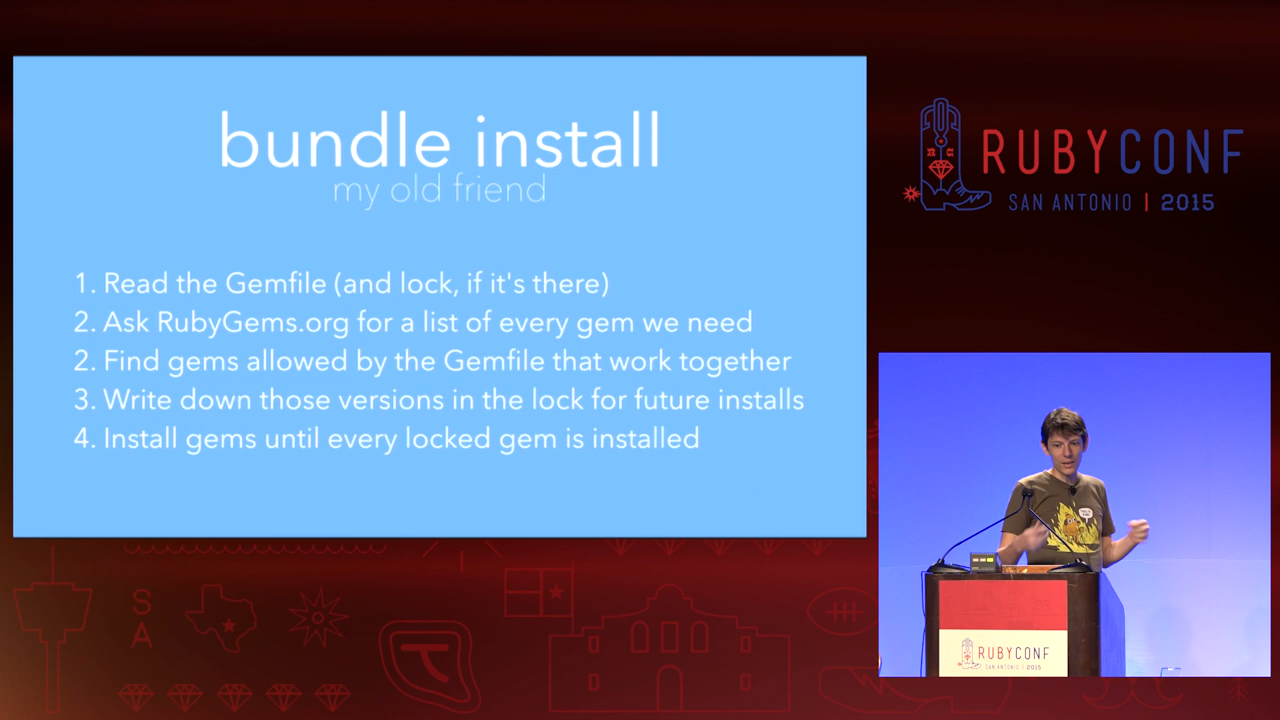 bundle install
my old friend
1. Read the Gemfile (and lock, if it's there)
2. Ask RubyGems.org for a list of every gem we need
2. Find gems allowed by the Gemfile that work together
3. Write down those versions in the lock for future installs
4. Install gems until every locked gem is installed
RUBYCONF
SAN ANTONIO | 2015
THIS IS FINE.
RUBYCONF
SAN ANTONIO | 2015
S
A